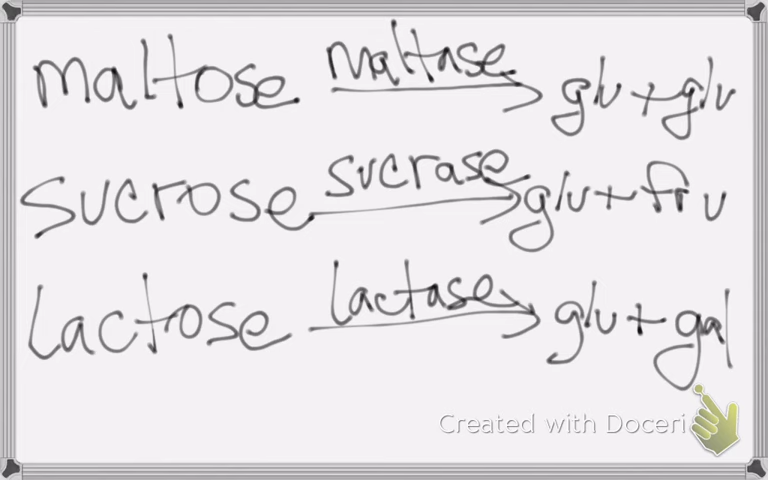 maltose maltase glu + glu
sucrose sucrase glu + fru
Lactose lactase glu + gal
Created with Doceri